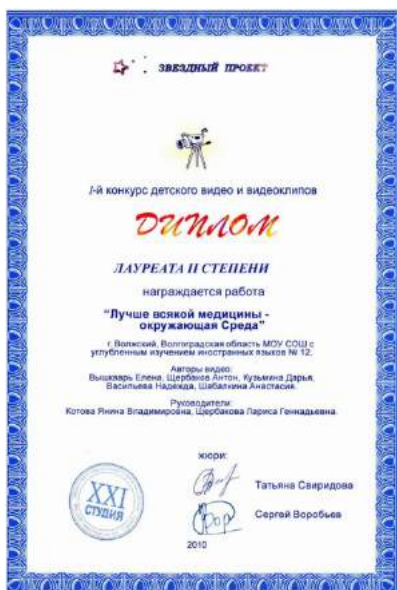 ЗВЕЗДНЫЙ ПРОЕКТ
I-й конкурс детского видео и видеоклипов
ДИПЛОМ
ЛАУРЕАТА II СТЕПЕНИ
награждается работа
"Лучше всякой медицины -
окружающая Среда"
г. Волжский, Волгоградская область МОУ СОШ с
углубленным изучением иностранных языков № 12.
Авторы видео:
Вышкварь Елена, Щербаков Антон, Кузьмина Дарья,
Васильева Надежда, Шабалкина Анастасия.
Руководители:
Котова Янина Владимировна, Щербакова Лариса Геннадьевна.
жюри:
Татьяна Свиридова
XXI
СТУДИЯ
Сергей Воробьев
2010